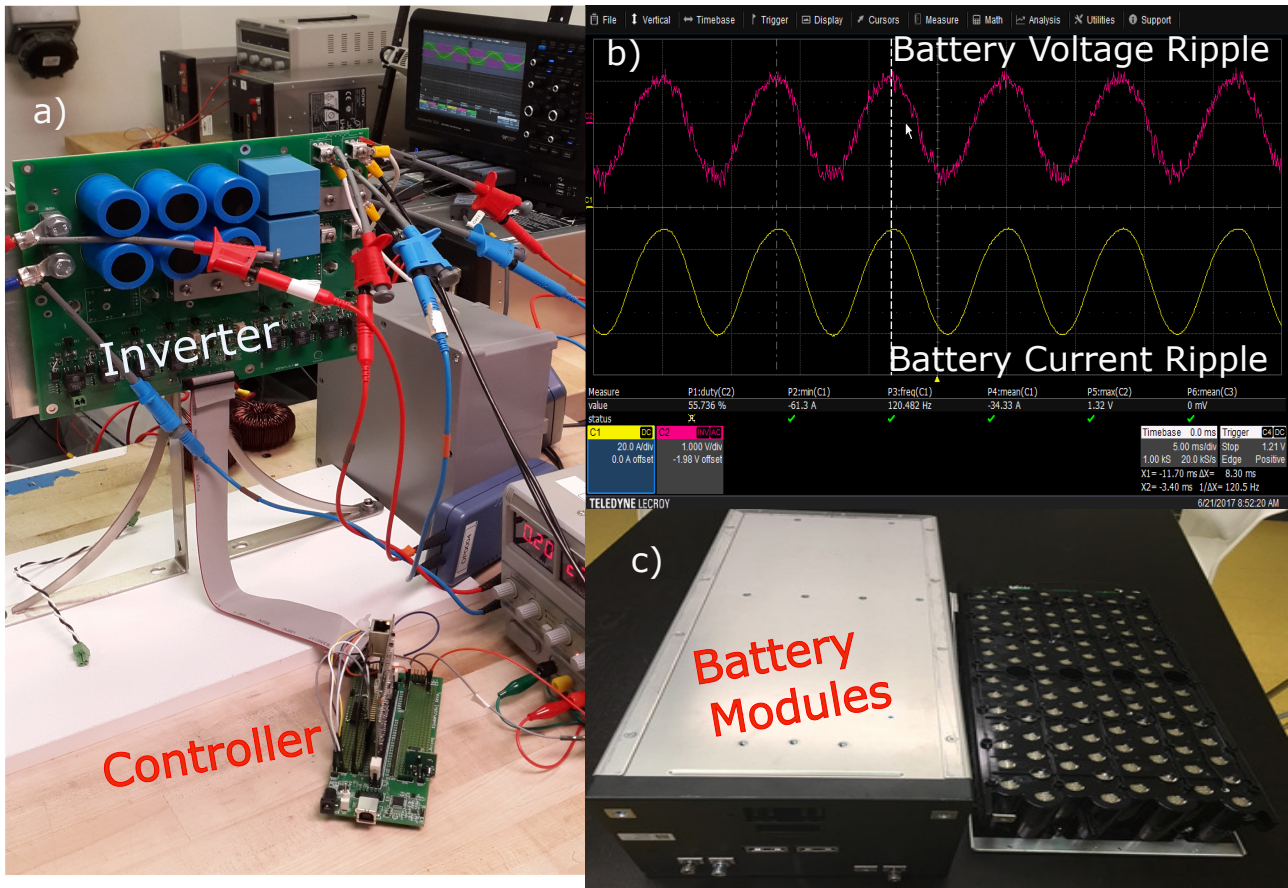 a)
Inverter
Controller
DPS004
0.20
File Vertical Timebase Trigger Display Cursors Measure Math Analysis Utilities Support
b)
Battery Voltage Ripple
Battery Current Ripple
Measure P1:duty(C2) P2:min(C1) P3:freq(C1) P4:mean(C1) P5:max(C2) P6:mean(C3)
value 55.736 % -61.3 A 120.482 Hz -34.33 A 1.32 V 0 mV
status
C1 DC
20.0 A/div
0.0 A offset
C2 INV AC
1.000 V/div
-1.98 V offset
Timebase 0.0 ms
5.00 ms/div
1.00 kS 20.0 kS/s
Trigger C4 DC
Stop 1.21 V
Edge Positive
X1= -11.70 ms ΔX= 8.30 ms
X2= -3.40 ms 1/ΔX= 120.5 Hz
TELEDYNE LECROY
6/21/2017 8:52:20 AM
c)
Battery
Modules